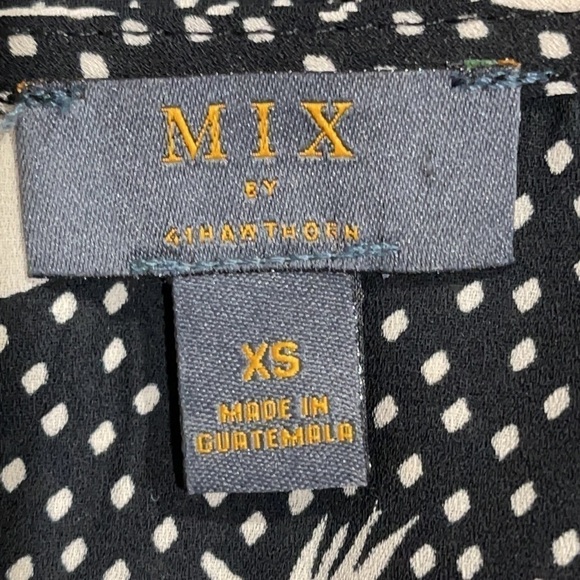 MIX
BY
41HAWTHORN
XS
MADE IN
GUATEMALA